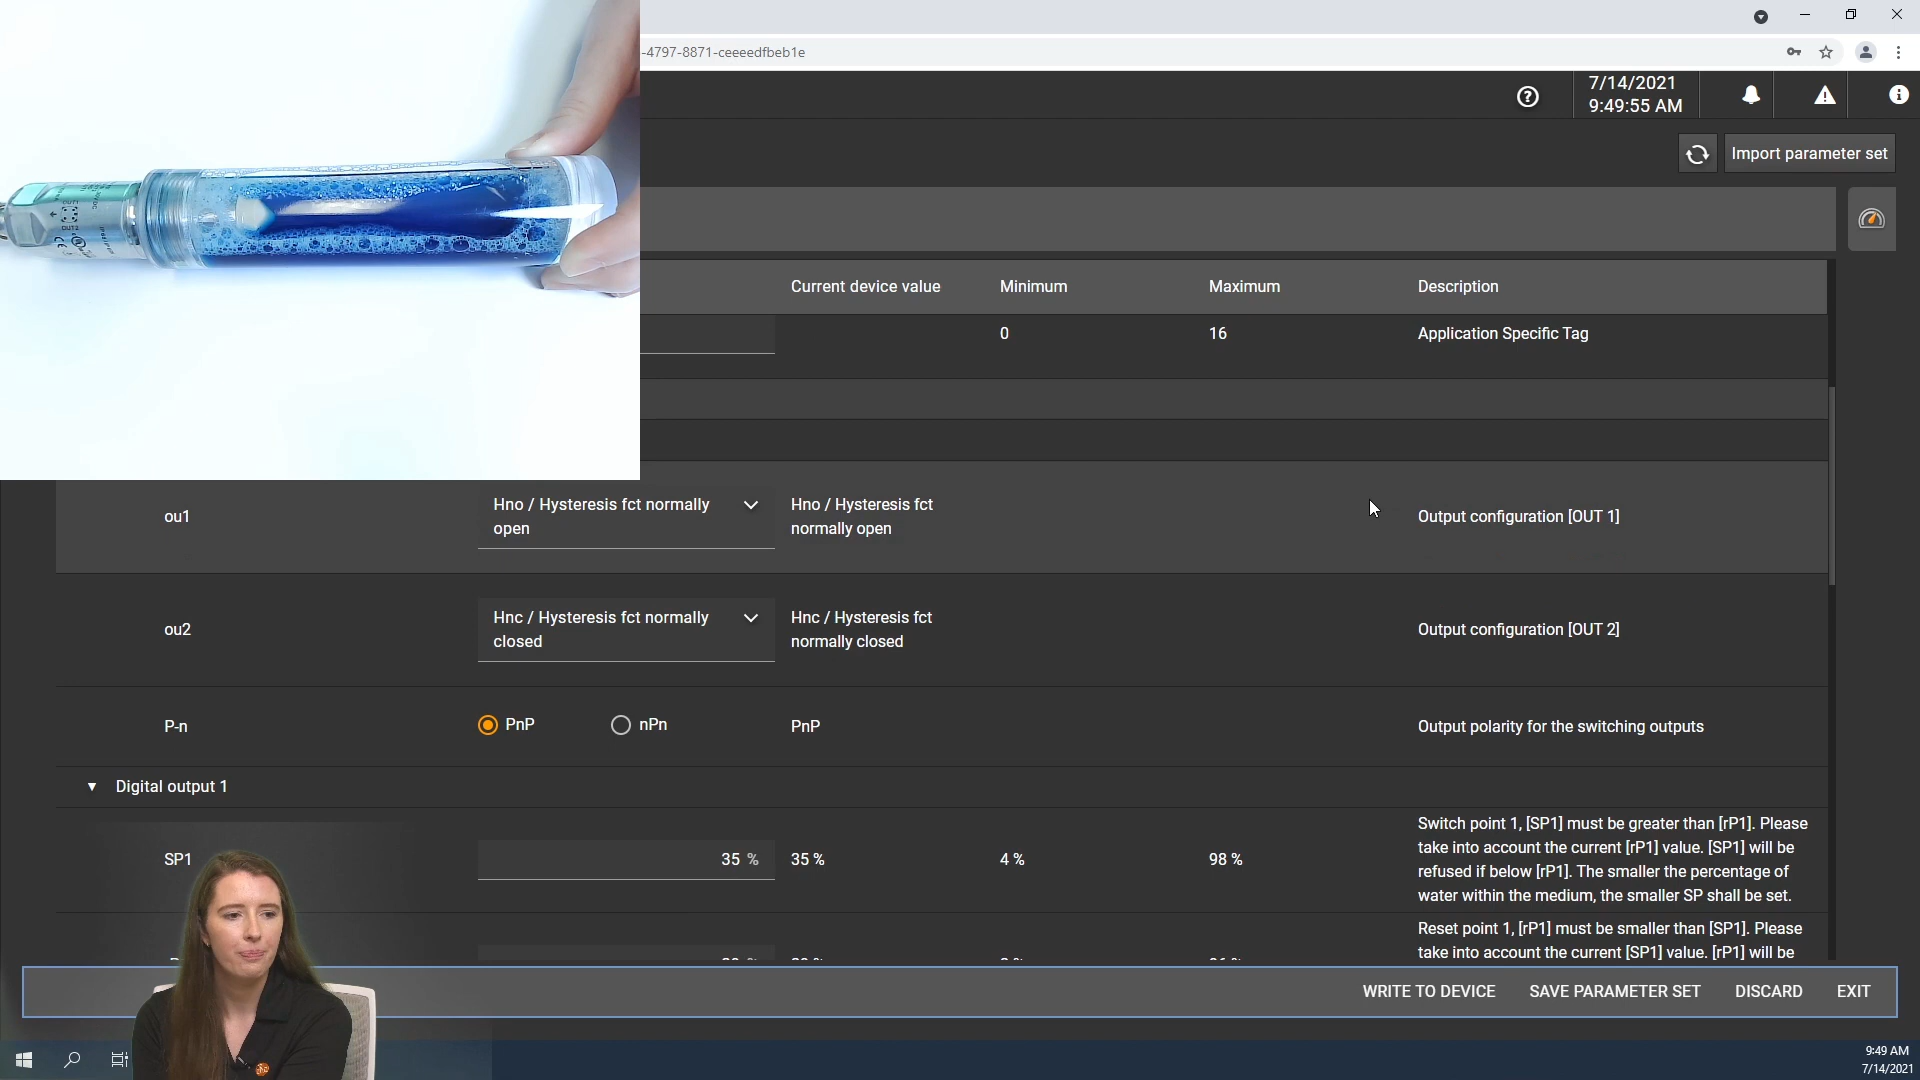 -4797-8871-ceeeedfbeb1e
7/14/2021
9:49:55 AM
Import parameter set
Current device value
Minimum
Maximum
Description
0
16
Application Specific Tag
ou1
Hno / Hysteresis fct normally
open
Hno / Hysteresis fct
normally open
Output configuration [OUT 1]
ou2
Hnc / Hysteresis fct normally
closed
Hnc / Hysteresis fct
normally closed
Output configuration [OUT 2]
P-n
PnP
nPn
PnP
Output polarity for the switching outputs
Digital output 1
SP1
35 %
35 %
4 %
98 %
Switch point 1, [SP1] must be greater than [rP1]. Please
take into account the current [rP1] value. [SP1] will be
refused if below [rP1]. The smaller the percentage of
water within the medium, the smaller SP shall be set.
Reset point 1, [rP1] must be smaller than [SP1]. Please
take into account the current [SP1] value. [rP1] will be
WRITE TO DEVICE
SAVE PARAMETER SET
DISCARD
EXIT
9:49 AM
7/14/2021